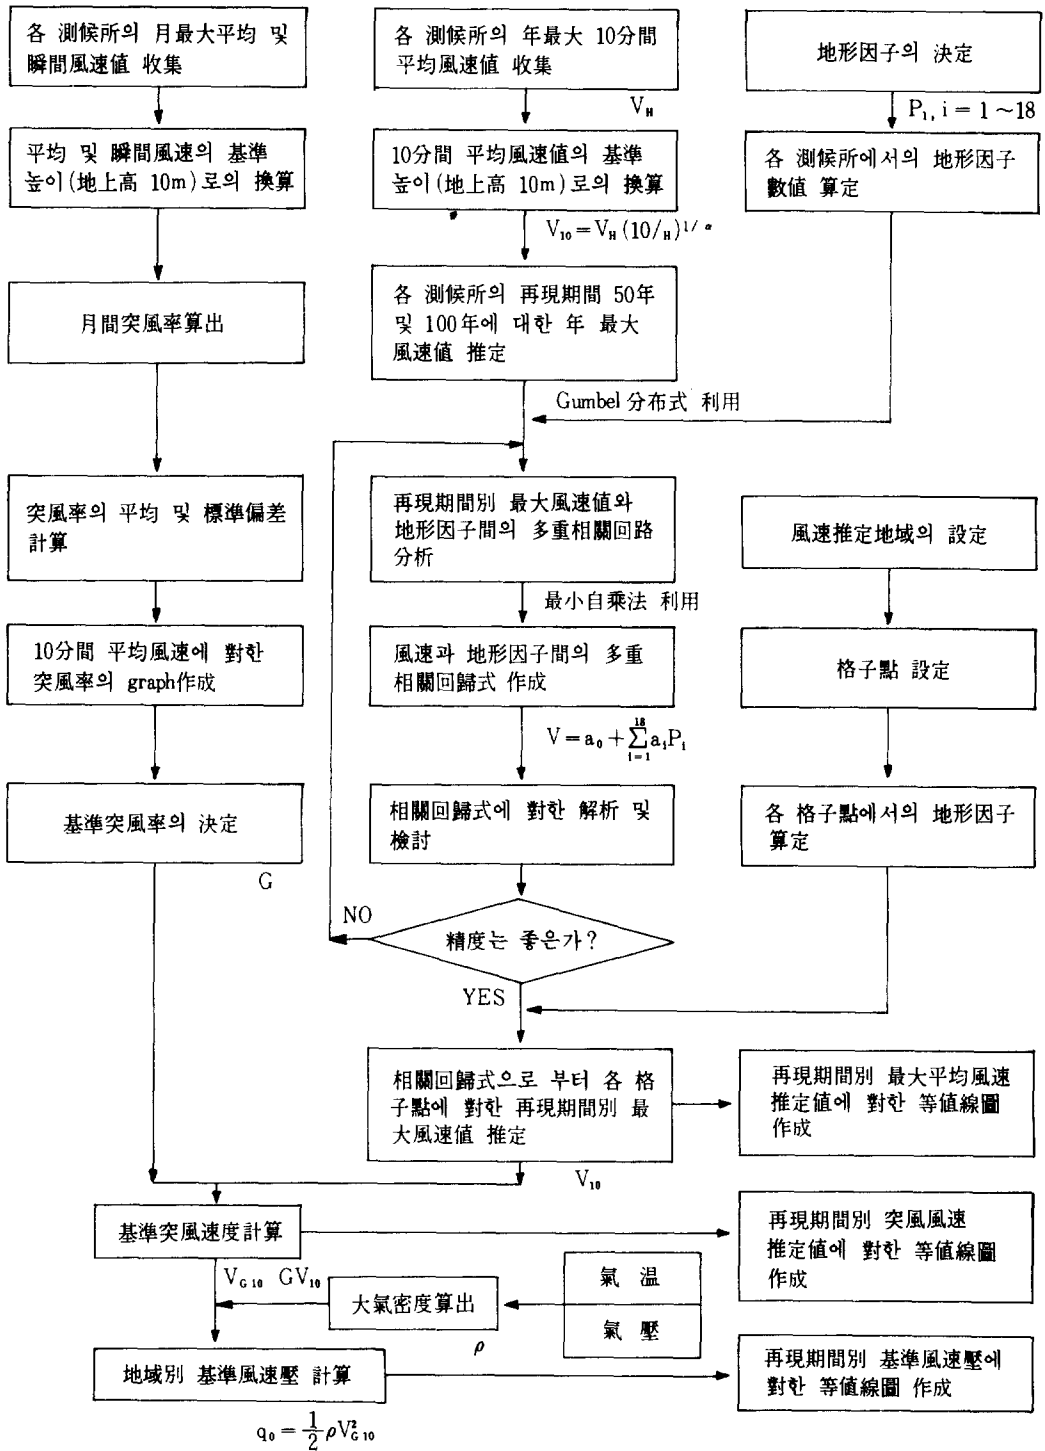 各 測候所의 月最大平均 및
瞬間風速値 收集
平均 및 瞬間風速의 基準
높이(地上高 10m)로의 換算
月間突風率算出
突風率의 平均 및 標準偏差
計算
10分間 平均風速에 對한
突風率의 graph作成
基準突風率의 決定
G
各 測候所의 年最大 10分間
平均風速値 收集
V_H
10分間 平均風速値의 基準
높이(地上高 10m)로의 換算
V₁₀=V_H(10/_H)^{1/α}
各 測候所의 再現期間 50年
및 100年에 대한 年 最大
風速値 推定
Gumbel 分布式 利用
地形因子의 決定
P_i, i = 1 ~18
各 測候所에서의 地形因子
數値 算定
再現期間別 最大風速値와
地形因子間의 多重相關回路
分析
最小自乘法 利用
風速과 地形因子間의 多重
相關回歸式 作成
V=a₀+∑_{i=1}^{18}a_iP_i
相關回歸式에 對한 解析 및
檢討
精度는 좋은가?
NO
YES
風速推定地域의 設定
格子點 設定
各 格子點에서의 地形因子
算定
相關回歸式으로 부터 各 格
子點에 對한 再現期間別 最
大風速値 推定
V₁₀
再現期間別 最大平均風速
推定値에 對한 等値線圖
作成
基準突風速度計算
再現期間別 突風風速
推定値에 對한 等値線圖
作成
V_{G10} GV₁₀
大氣密度算出
ρ
氣 温
氣 壓
地域別 基準風速壓 計算
再現期間別 基準風速壓에
對한 等値線圖 作成
q₀=1/2 ρV²_{G10}